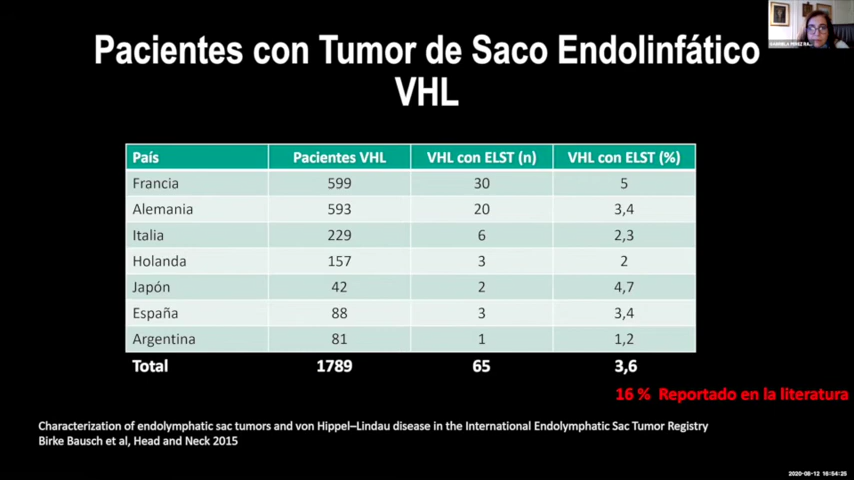 Pacientes con Tumor de Saco Endolinfático
VHL
País Pacientes VHL VHL con ELST (n) VHL con ELST (%)
Francia 599 30 5
Alemania 593 20 3,4
Italia 229 6 2,3
Holanda 157 3 2
Japón 42 2 4,7
España 88 3 3,4
Argentina 81 1 1,2
Total 1789 65 3,6
16 % Reportado en la literatura
Characterization of endolymphatic sac tumors and von Hippel–Lindau disease in the International Endolymphatic Sac Tumor Registry
Birke Bausch et al, Head and Neck 2015
2020-08-12 16:54:25